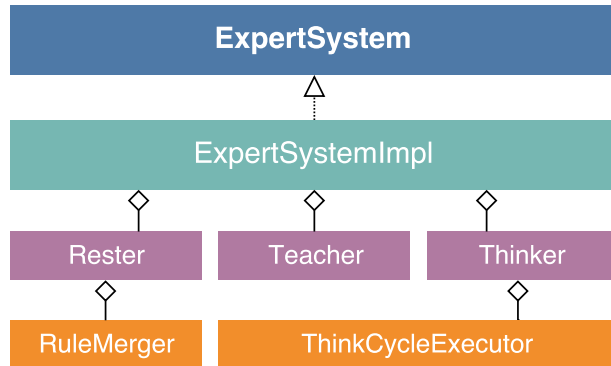 ExpertSystem
ExpertSystemImpl
Rester
Teacher
Thinker
RuleMerger
ThinkCycleExecutor